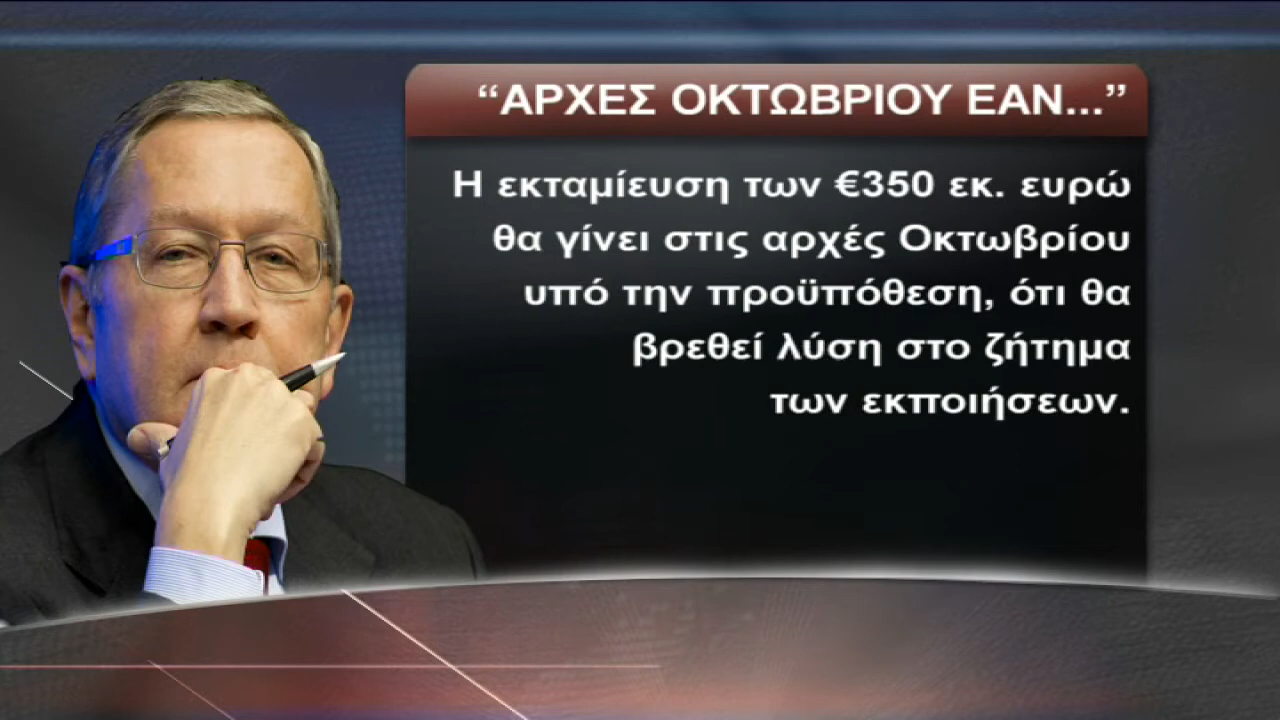 “ΑΡΧΕΣ ΟΚΤΩΒΡΙΟΥ ΕΑΝ...”
Η εκταμίευση των €350 εκ. ευρώ
θα γίνει στις αρχές Οκτωβρίου
υπό την προϋπόθεση, ότι θα
βρεθεί λύση στο ζήτημα
των εκποιήσεων.